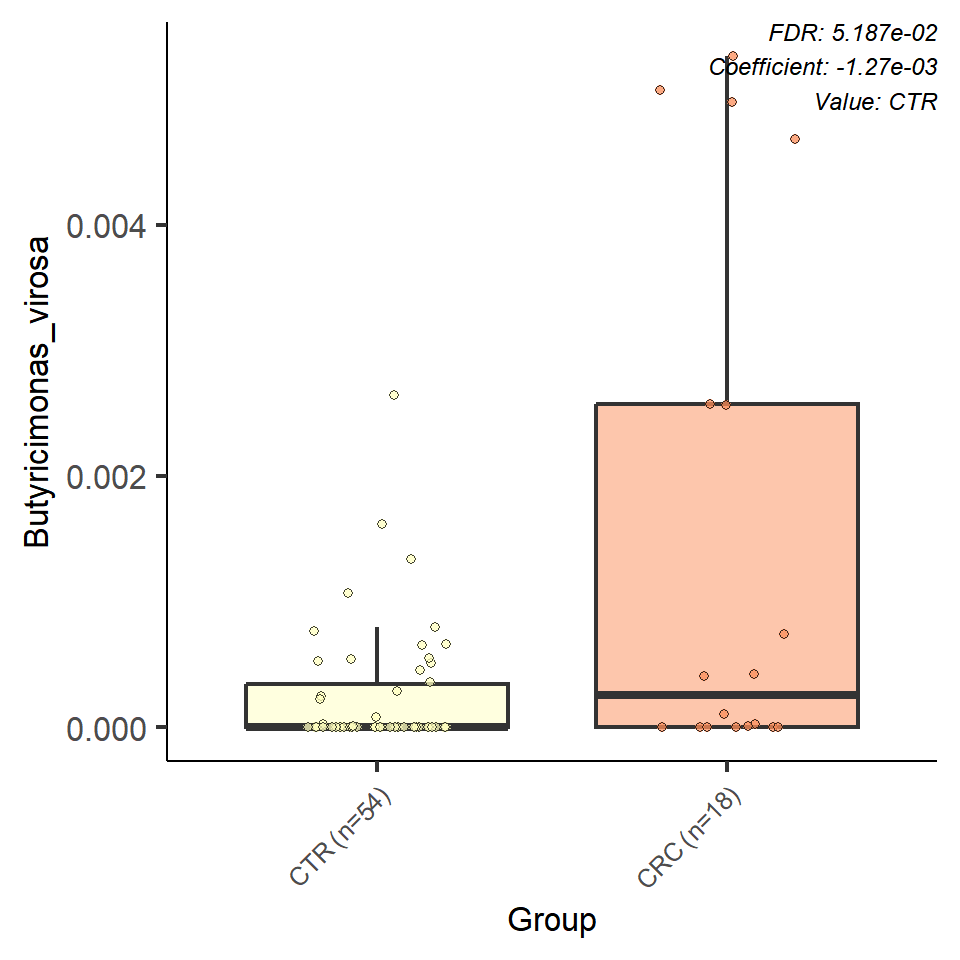 FDR: 5.187e-02
Coefficient: -1.27e-03
Value: CTR
Butyricimonas_virosa
0.004
0.002
0.000
CTR (n=54)
CRC (n=18)
Group